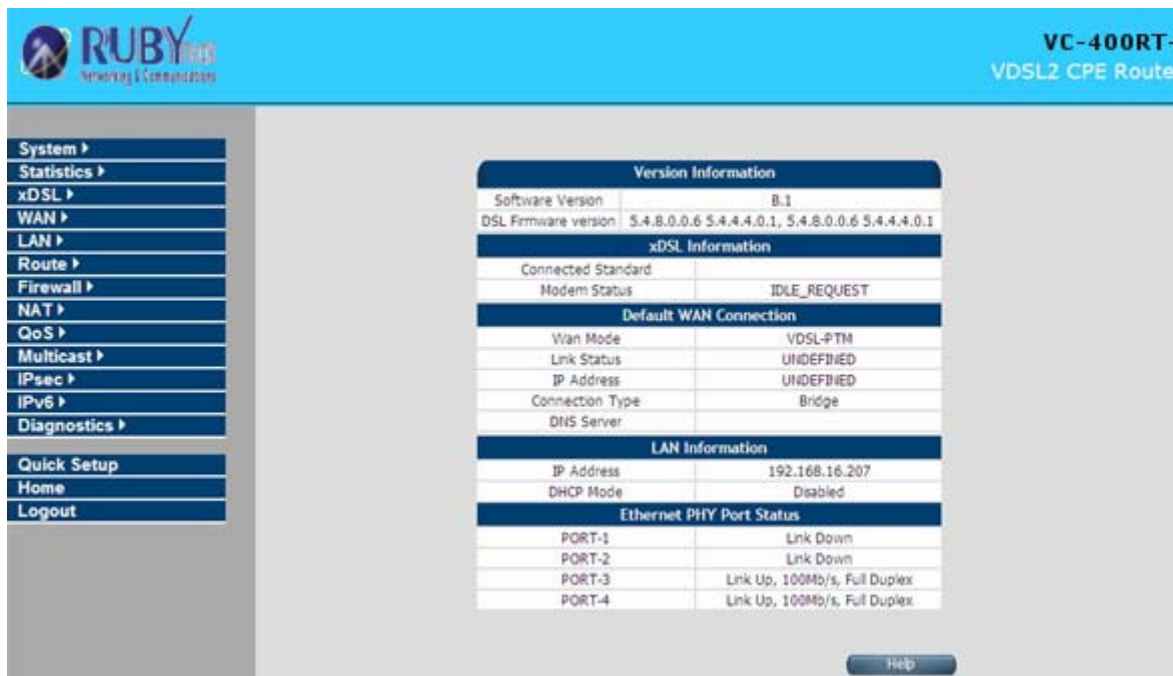 RUBY
Networking & Communications
VC-400RT-
VDSL2 CPE Route
System
Statistics
xDSL
WAN
LAN
Route
Firewall
NAT
QoS
Multicast
IPsec
IPv6
Diagnostics
Quick Setup
Home
Logout
Version Information
Software Version B.1
DSL Firmware version 5.4.8.0.0.6 5.4.4.4.0.1, 5.4.8.0.0.6 5.4.4.4.0.1
xDSL Information
Connected Standard
Modem Status IDLE_REQUEST
Default WAN Connection
Wan Mode VDSL-PTM
Link Status UNDEFINED
IP Address UNDEFINED
Connection Type Bridge
DNS Server
LAN Information
IP Address 192.168.16.207
DHCP Mode Disabled
Ethernet PHY Port Status
PORT-1 Link Down
PORT-2 Link Down
PORT-3 Link Up, 100Mb/s, Full Duplex
PORT-4 Link Up, 100Mb/s, Full Duplex
Help